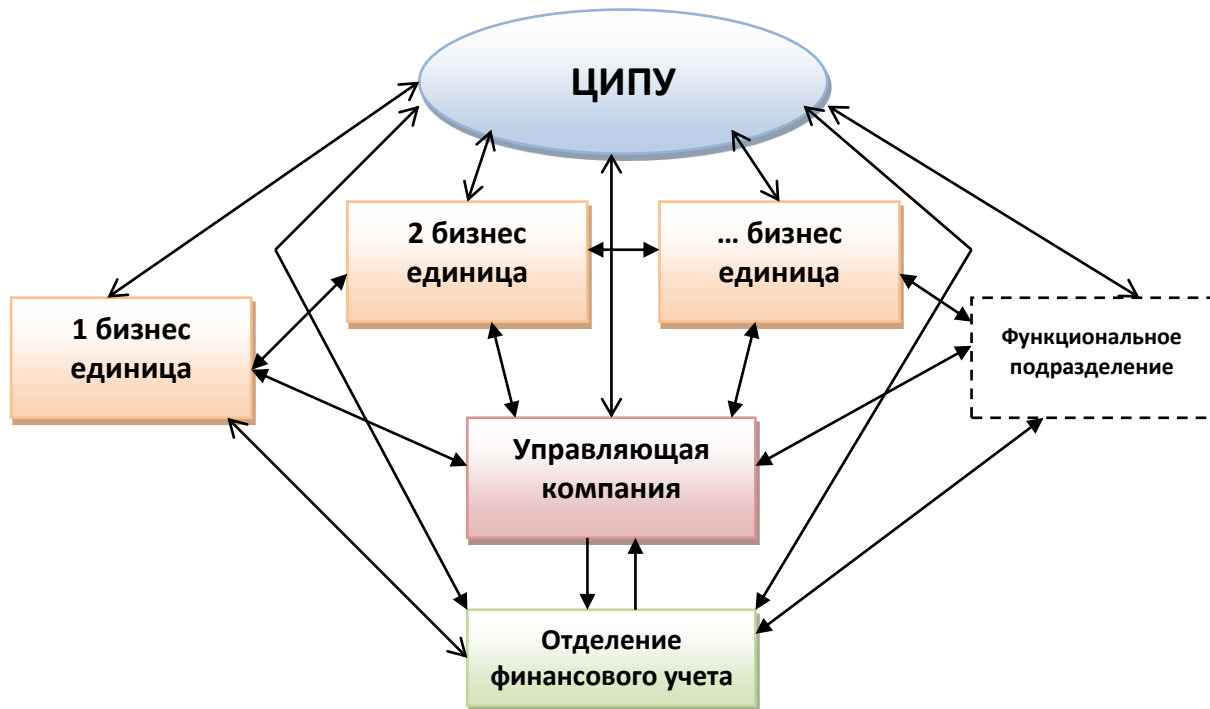 ЦИПУ
2 бизнес
единица
... бизнес
единица
1 бизнес
единица
Функциональное
подразделение
Управляющая
компания
Отделение
финансового учета